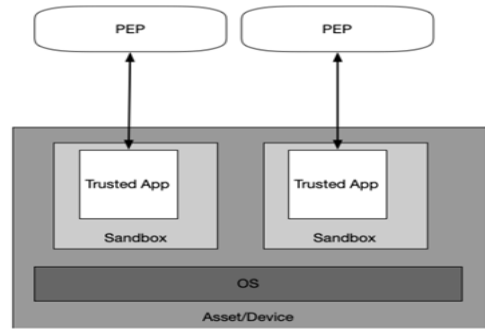 PEP
PEP
Trusted App
Trusted App
Sandbox
Sandbox
OS
Asset/Device